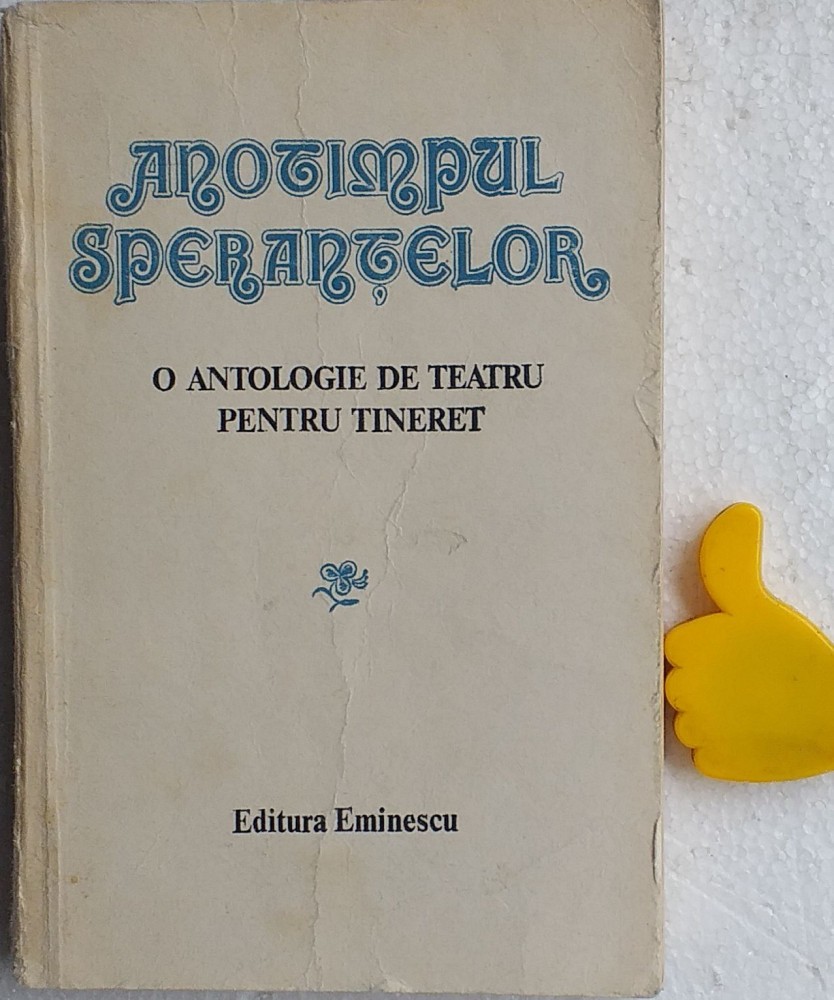 ANOTIMPUL
SPERANȚELOR
O ANTOLOGIE DE TEATRU
PENTRU TINERET
Editura Eminescu